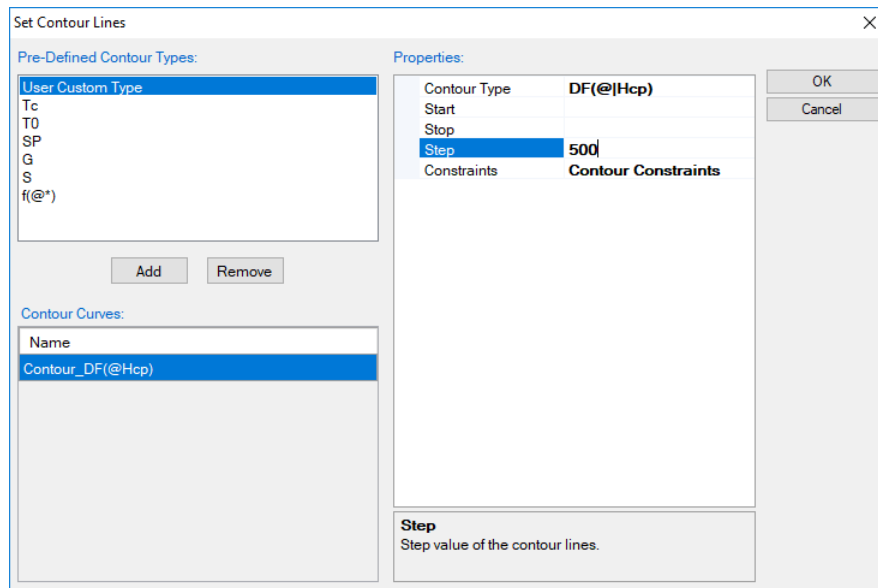 Set Contour Lines
Pre-Defined Contour Types:
User Custom Type
Tc
T0
SP
G
S
f(@*)
Add
Remove
Contour Curves:
Name
Contour_DF(@Hcp)
Properties:
Contour Type DF(@|Hcp)
Start
Stop
Step 500
Constraints Contour Constraints
Step
Step value of the contour lines.
OK
Cancel